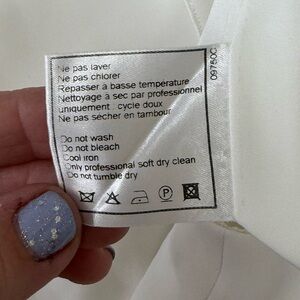 Ne pas laver
Ne pas chlorer
Repasser à basse température
Nettoyage à sec par professionnel
uniquement : cycle doux
Ne pas sécher en tambour
Do not wash
Do not bleach
Cool iron
Only professional soft dry clean
Do not tumble dry
P
09760C